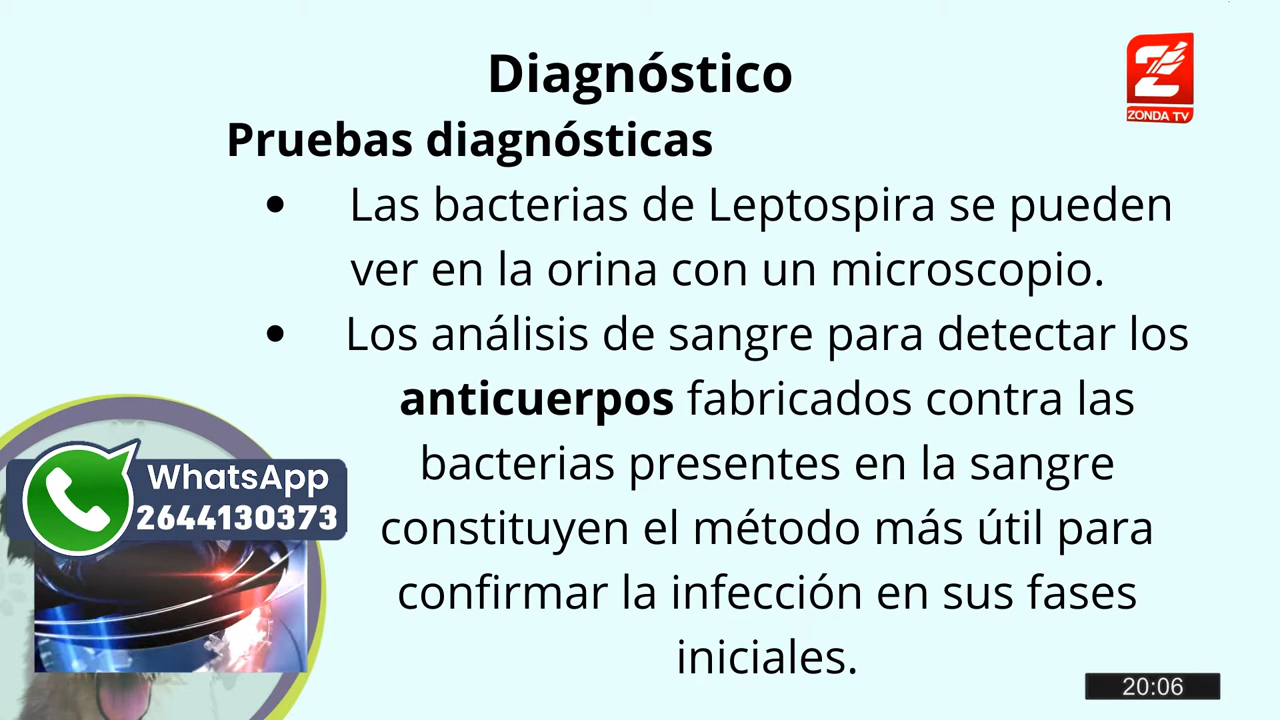 Diagnóstico
ZONDA TV
Pruebas diagnósticas
• Las bacterias de Leptospira se pueden
ver en la orina con un microscopio.
• Los análisis de sangre para detectar los
anticuerpos fabricados contra las
bacterias presentes en la sangre
constituyen el método más útil para
confirmar la infección en sus fases
iniciales.
WhatsApp
2644130373
20:06